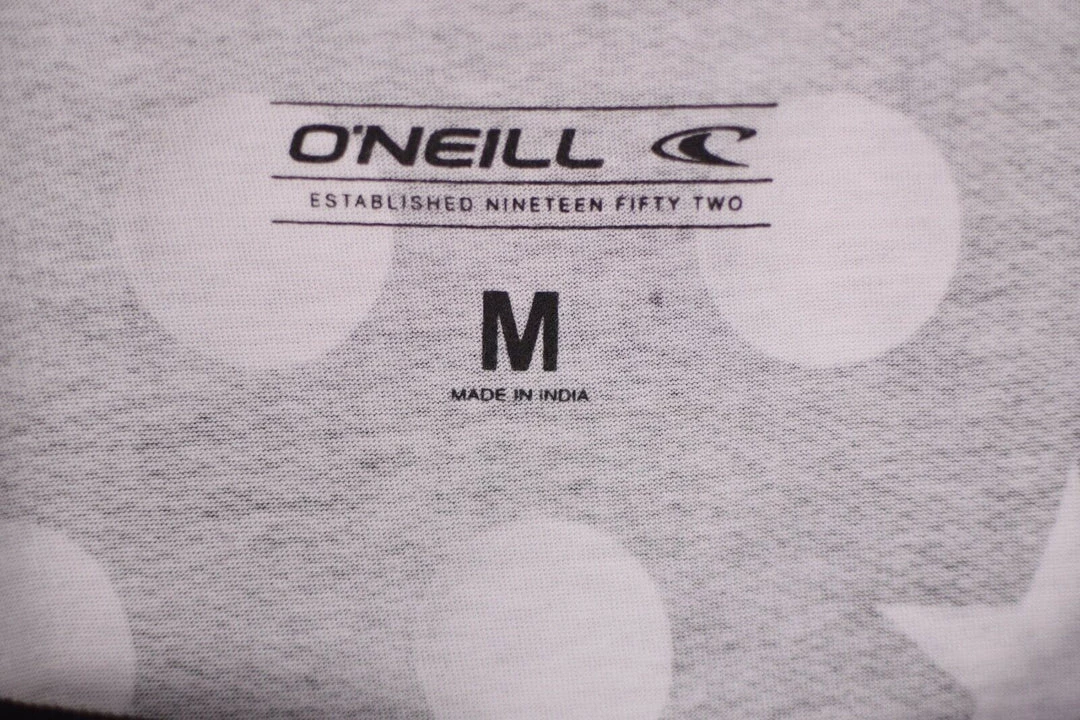 O'NEILL
ESTABLISHED NINETEEN FIFTY TWO
M
MADE IN INDIA